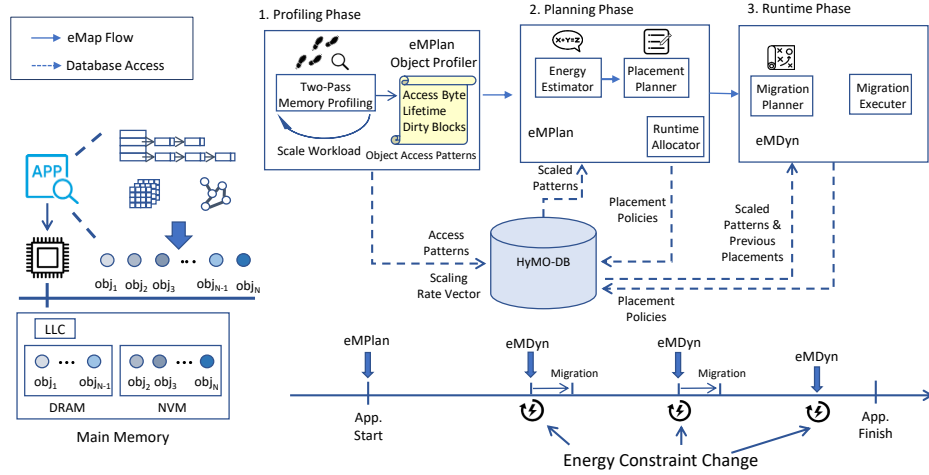 eMap Flow
Database Access
1. Profiling Phase
eMPlan
Object Profiler
Two-Pass
Memory Profiling
Access Byte
Lifetime
Dirty Blocks
Scale Workload
Object Access Patterns
2. Planning Phase
X+Y=Z
Energy
Estimator
Placement
Planner
eMPlan
Runtime
Allocator
3. Runtime Phase
Migration
Planner
Migration
Executer
eMDyn
APP
obj1 obj2 obj3 objN-1 objN
LLC
obj1 objN-1
obj2 obj3 objN
DRAM
NVM
Main Memory
Access
Patterns
Scaling
Rate Vector
Scaled
Patterns
Placement
Policies
HyMO-DB
Scaled
Patterns &
Previous
Placements
Placement
Policies
eMPlan
eMDyn
eMDyn
eMDyn
Migration
Migration
App.
Start
App.
Finish
Energy Constraint Change